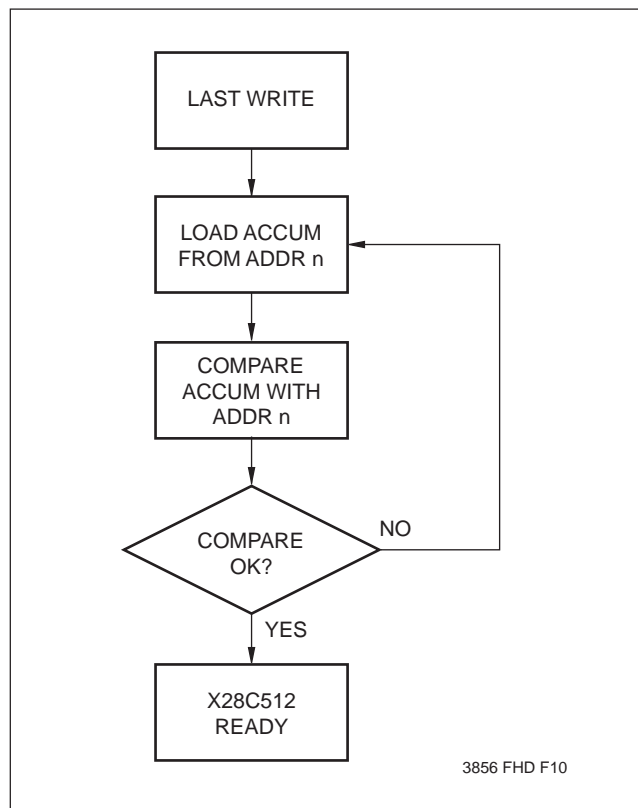 LAST WRITE
LOAD ACCUM
FROM ADDR n
COMPARE
ACCUM WITH
ADDR n
COMPARE
OK?
NO
YES
X28C512
READY
3856 FHD F10